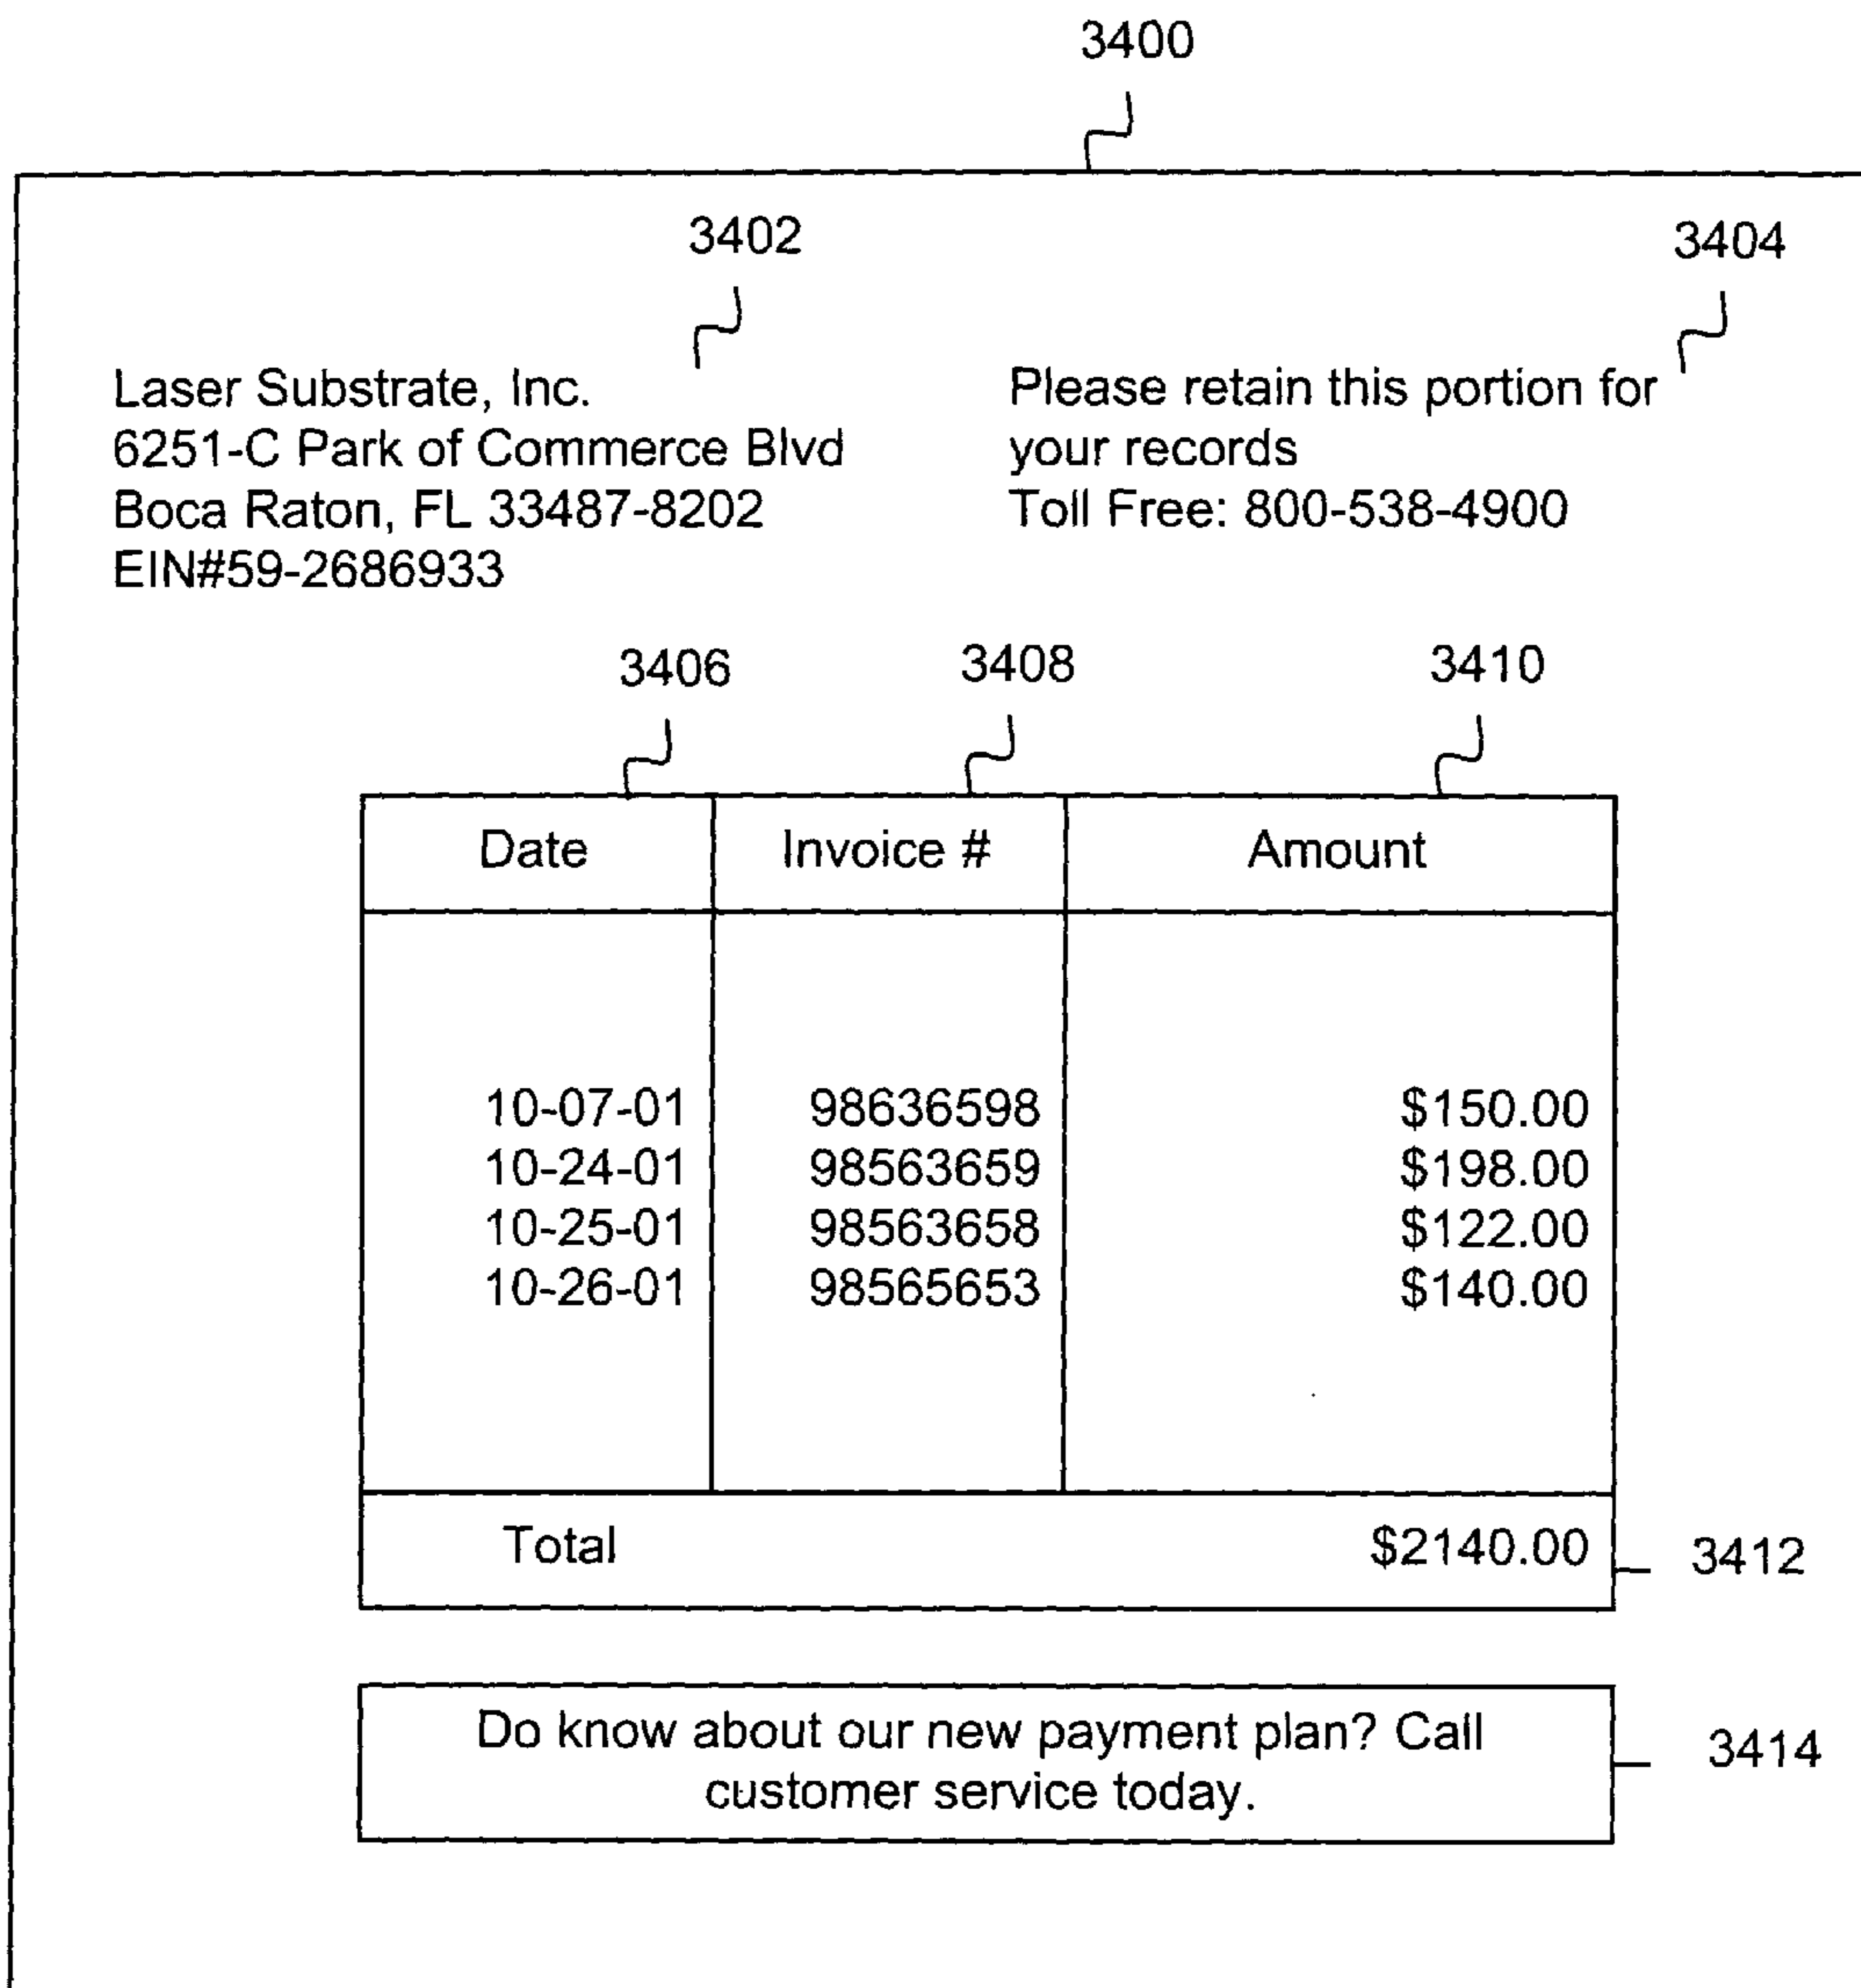 3400
3402
3404
Laser Substrate, Inc.
6251-C Park of Commerce Blvd
Boca Raton, FL 33487-8202
EIN#59-2686933
Please retain this portion for
your records
Toll Free: 800-538-4900
3406 3408 3410
Date Invoice # Amount
10-07-01 98636598 $150.00
10-24-01 98563659 $198.00
10-25-01 98563658 $122.00
10-26-01 98565653 $140.00
Total $2140.00 3412
Do know about our new payment plan? Call
customer service today.
3414